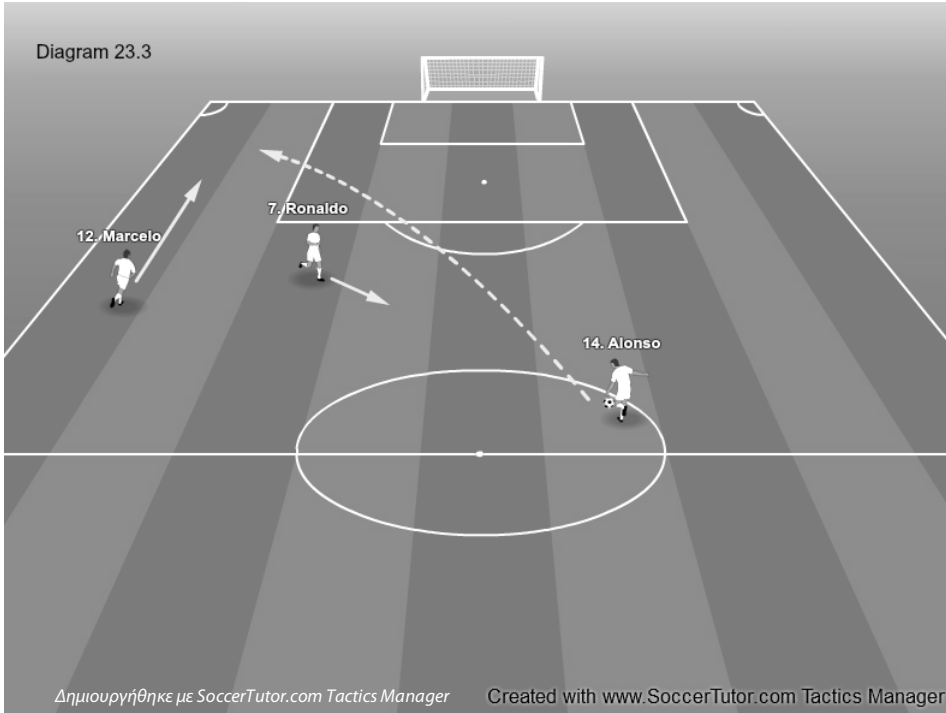 Diagram 23.3
7. Ronaldo
12. Marcelo
14. Alonso
Δημιουργήθηκε με SoccerTutor.com Tactics Manager
Created with www.SoccerTutor.com Tactics Manager